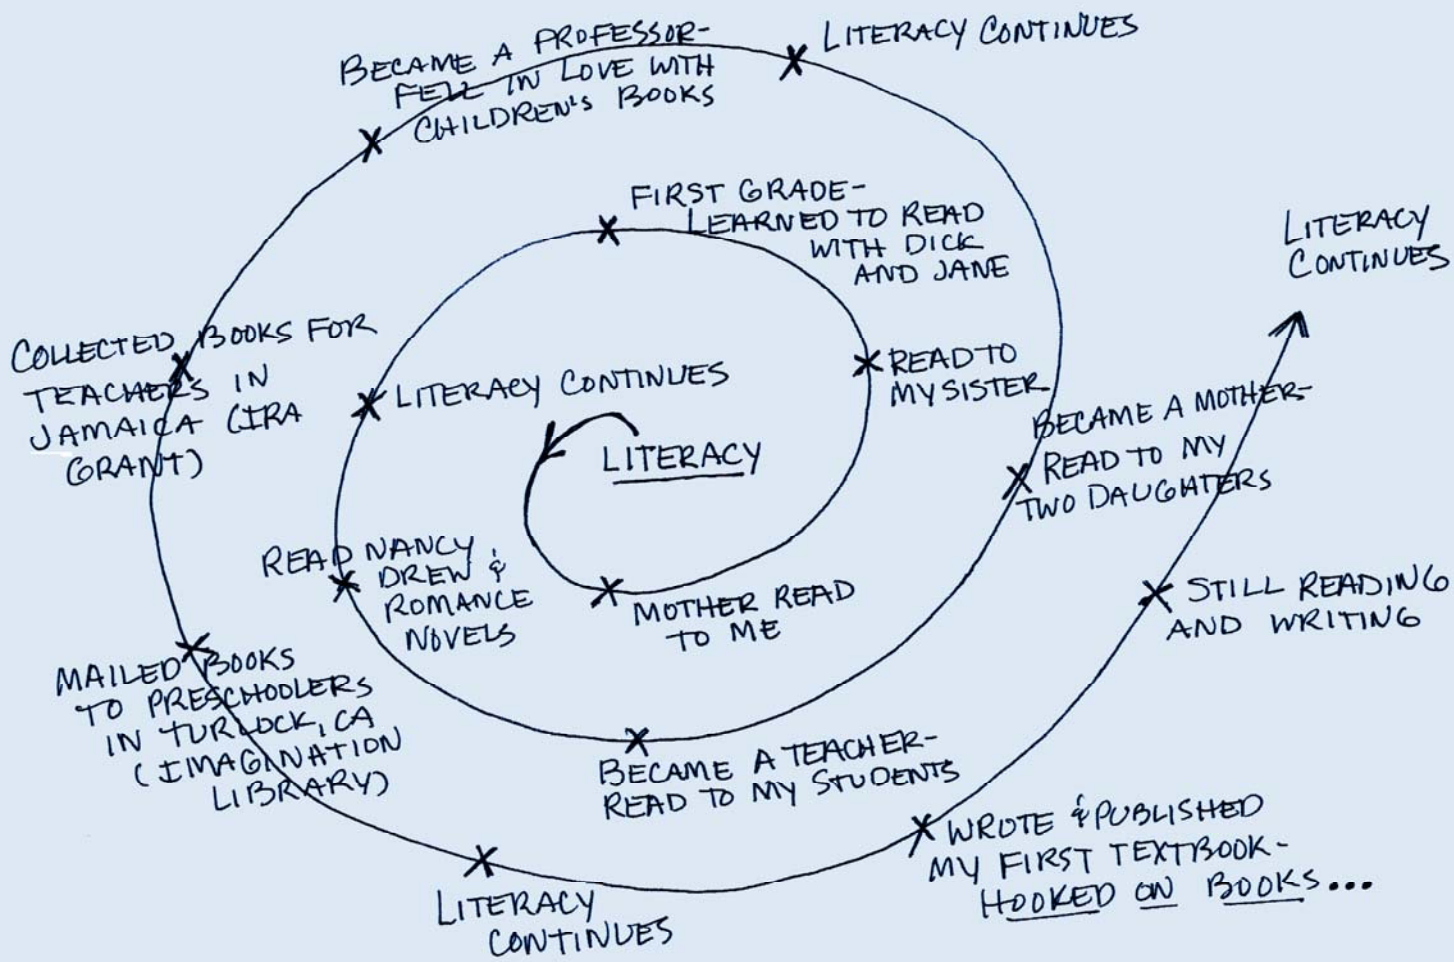 LITERACY
MOTHER READ
TO ME
READ TO
MY SISTER
FIRST GRADE-
LEARNED TO READ
WITH DICK
AND JANE
LITERACY CONTINUES
READ NANCY
DREW &
ROMANCE
NOVELS
BECAME A TEACHER-
READ TO MY STUDENTS
BECAME A MOTHER-
READ TO MY
TWO DAUGHTERS
LITERACY CONTINUES
BECAME A PROFESSOR-
FELL IN LOVE WITH
CHILDREN'S BOOKS
COLLECTED BOOKS FOR
TEACHERS IN
JAMAICA (IRA
GRANT)
MAILED BOOKS
TO PRESCHOOLERS
IN TURLOCK, CA
(IMAGINATION
LIBRARY)
LITERACY
CONTINUES
WROTE & PUBLISHED
MY FIRST TEXTBOOK-
HOOKED ON BOOKS...
STILL READING
AND WRITING
LITERACY
CONTINUES